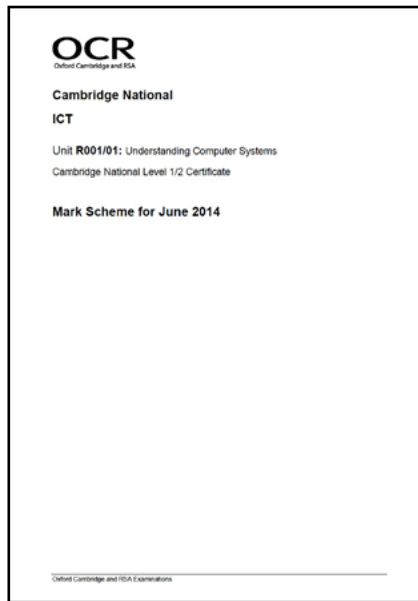 OCR
Oxford Cambridge and RSA
Cambridge National
ICT
Unit R001/01: Understanding Computer Systems
Cambridge National Level 1/2 Certificate
Mark Scheme for June 2014
Oxford Cambridge and RSA Examinations